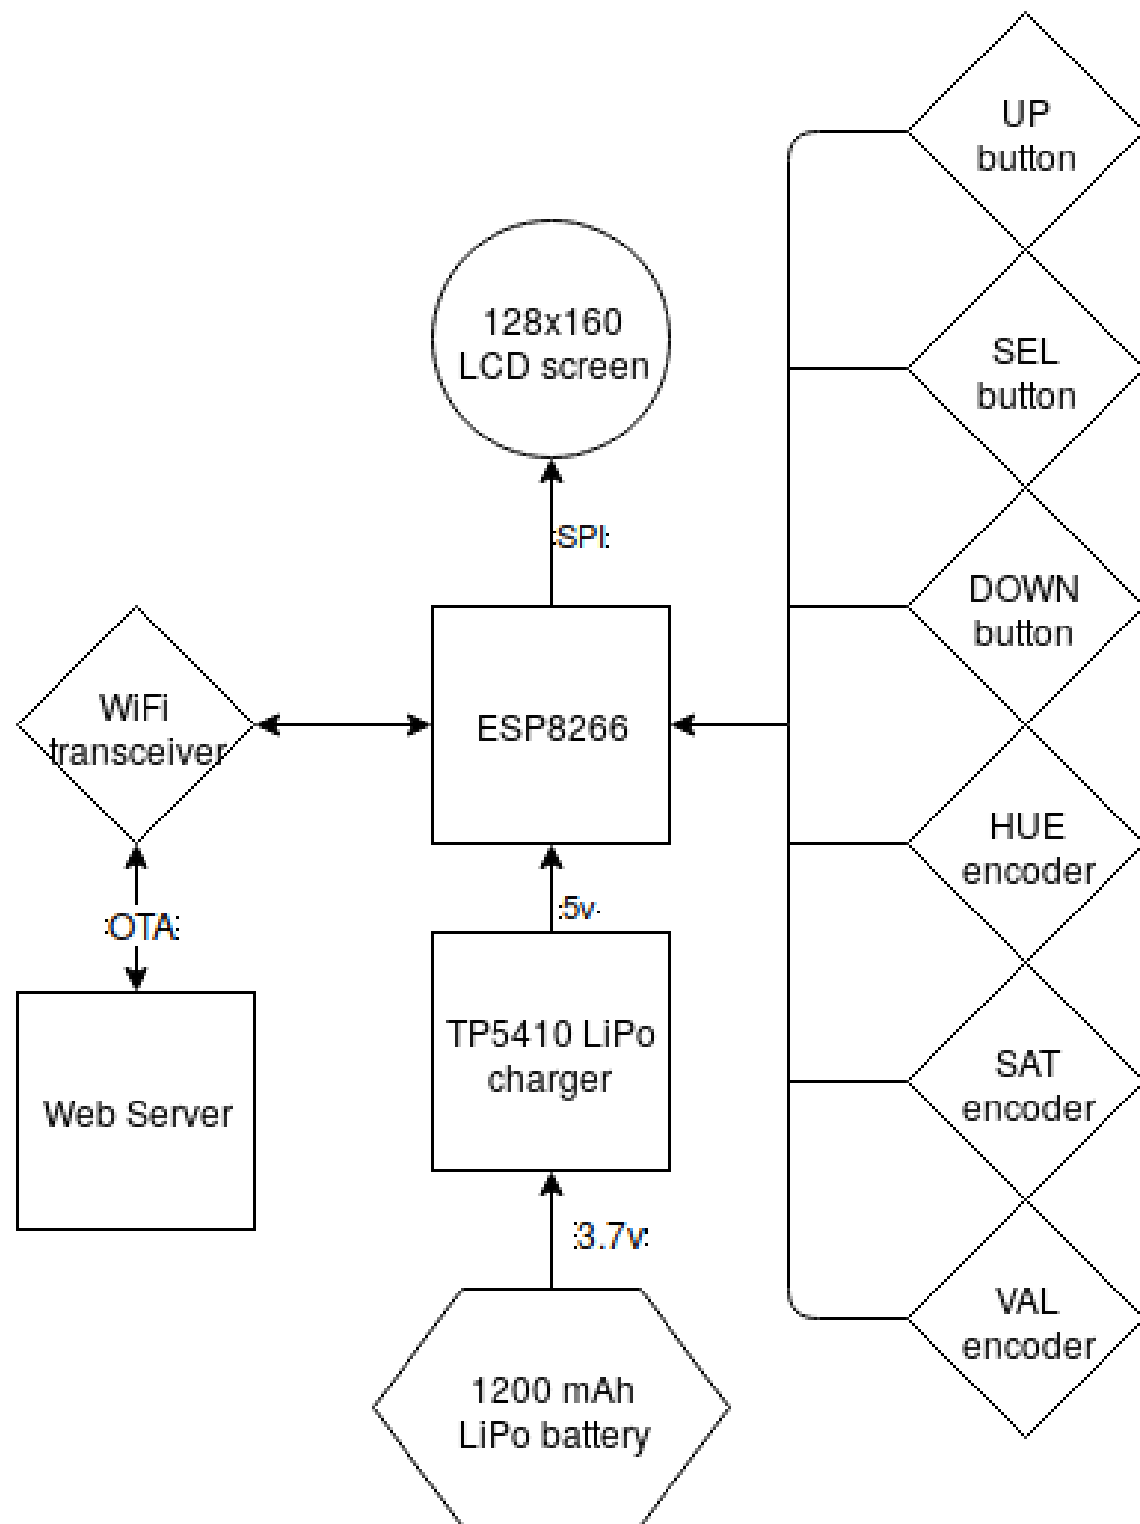 UP
button
128x160
LCD screen
SEL
button
SPI
DOWN
button
WiFi
transceiver
ESP8266
HUE
encoder
5v
OTA
TP5410 LiPo
charger
SAT
encoder
Web Server
3.7v
VAL
encoder
1200 mAh
LiPo battery